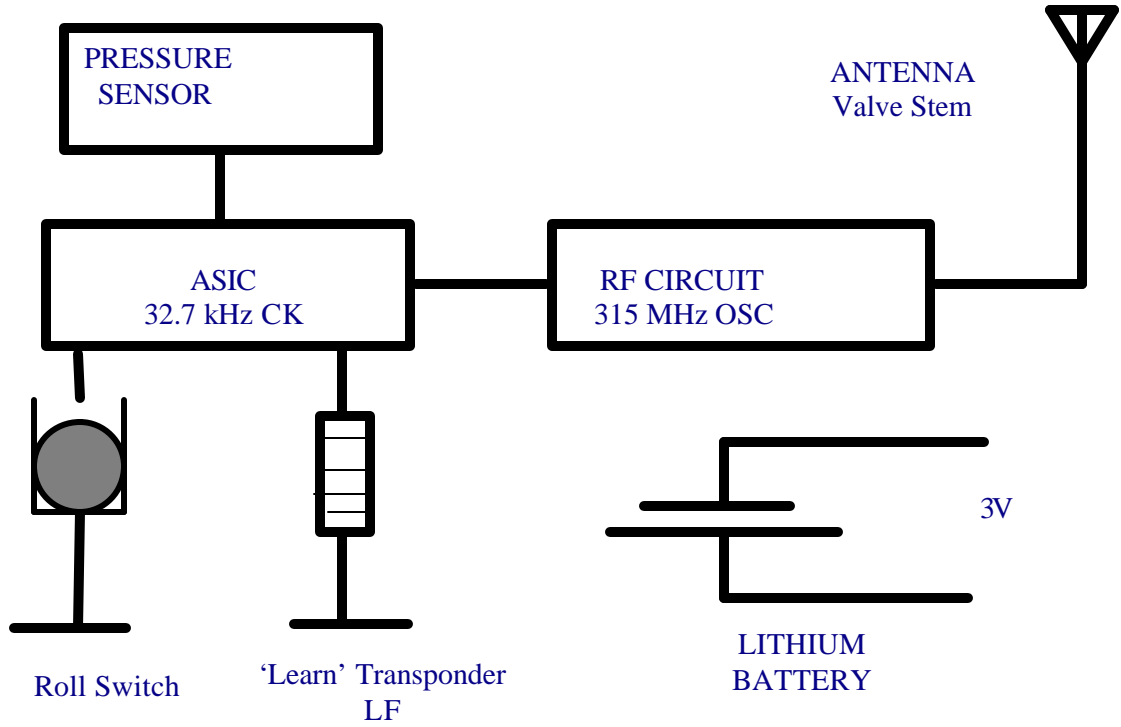 PRESSURE
SENSOR
ANTENNA
Valve Stem
ASIC
32.7 kHz CK
RF CIRCUIT
315 MHz OSC
3V
Roll Switch
‘Learn’ Transponder
LF
LITHIUM
BATTERY